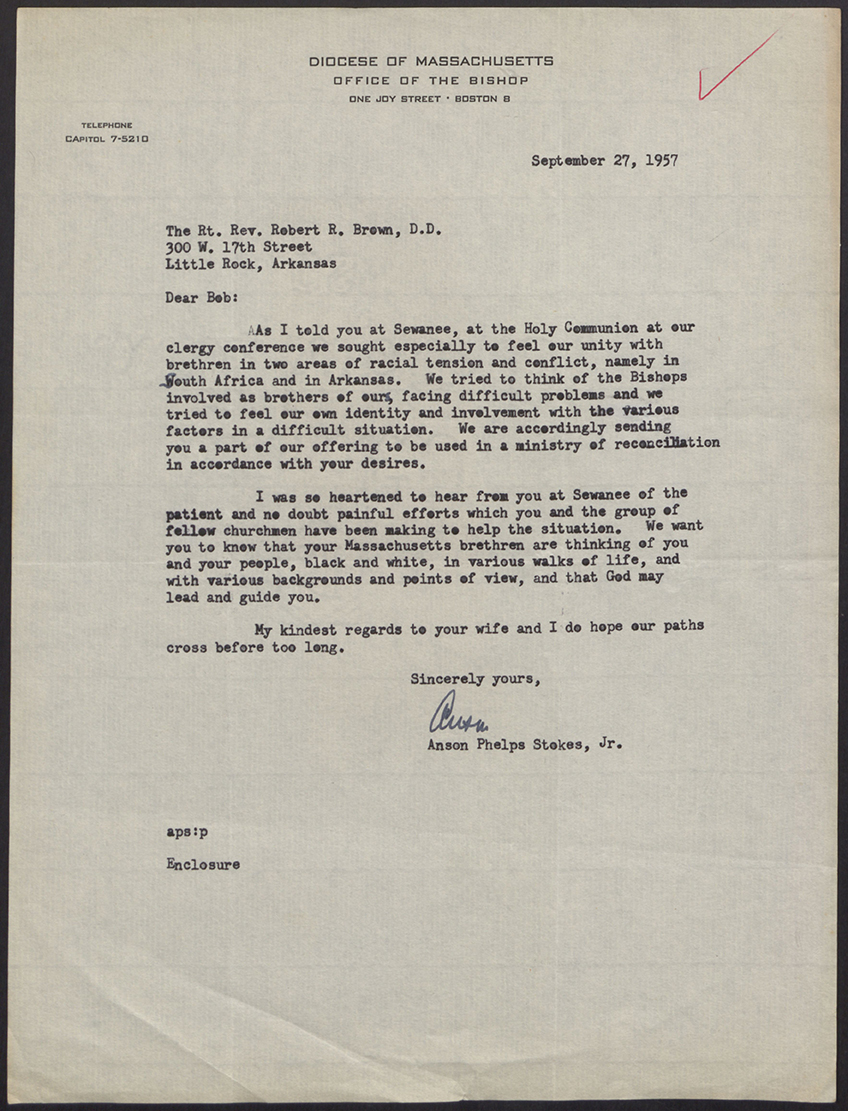 DIOCESE OF MASSACHUSETTS
OFFICE OF THE BISHOP
ONE JOY STREET · BOSTON 8
TELEPHONE
CAPITOL 7-5210
September 27, 1957
The Rt. Rev. Robert R. Brown, D.D.
300 W. 17th Street
Little Rock, Arkansas
Dear Bob:
AAs I told you at Sewanee, at the Holy Communion at our
clergy conference we sought especially to feel our unity with
brethren in two areas of racial tension and conflict, namely in
South Africa and in Arkansas. We tried to think of the Bishops
involved as brothers of ours, facing difficult problems and we
tried to feel our own identity and involvement with the various
factors in a difficult situation. We are accordingly sending
you a part of our offering to be used in a ministry of reconciliation
in accordance with your desires.
I was so heartened to hear from you at Sewanee of the
patient and no doubt painful efforts which you and the group of
fellow churchmen have been making to help the situation. We want
you to know that your Massachusetts brethren are thinking of you
and your people, black and white, in various walks of life, and
with various backgrounds and points of view, and that God may
lead and guide you.
My kindest regards to your wife and I do hope our paths
cross before too long.
Sincerely yours,
Anson
Anson Phelps Stokes, Jr.
aps:p
Enclosure